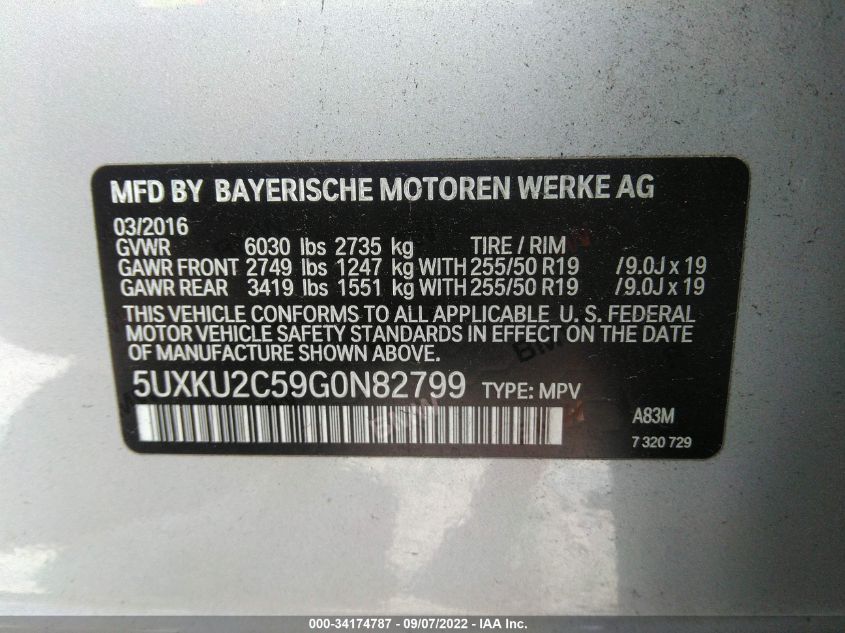 MFD BY BAYERISCHE MOTOREN WERKE AG
03/2016
GVWR 6030 lbs 2735 kg TIRE / RIM
GAWR FRONT 2749 lbs 1247 kg WITH 255/50 R19 /9.0J x 19
GAWR REAR 3419 lbs 1551 kg WITH 255/50 R19 /9.0J x 19
THIS VEHICLE CONFORMS TO ALL APPLICABLE U. S. FEDERAL
MOTOR VEHICLE SAFETY STANDARDS IN EFFECT ON THE DATE
OF MANUFACTURE SHOWN ABOVE.
5UXKU2C59G0N82799 TYPE: MPV
A83M
7 320 729
000-34174787 - 09/07/2022 - IAA Inc.